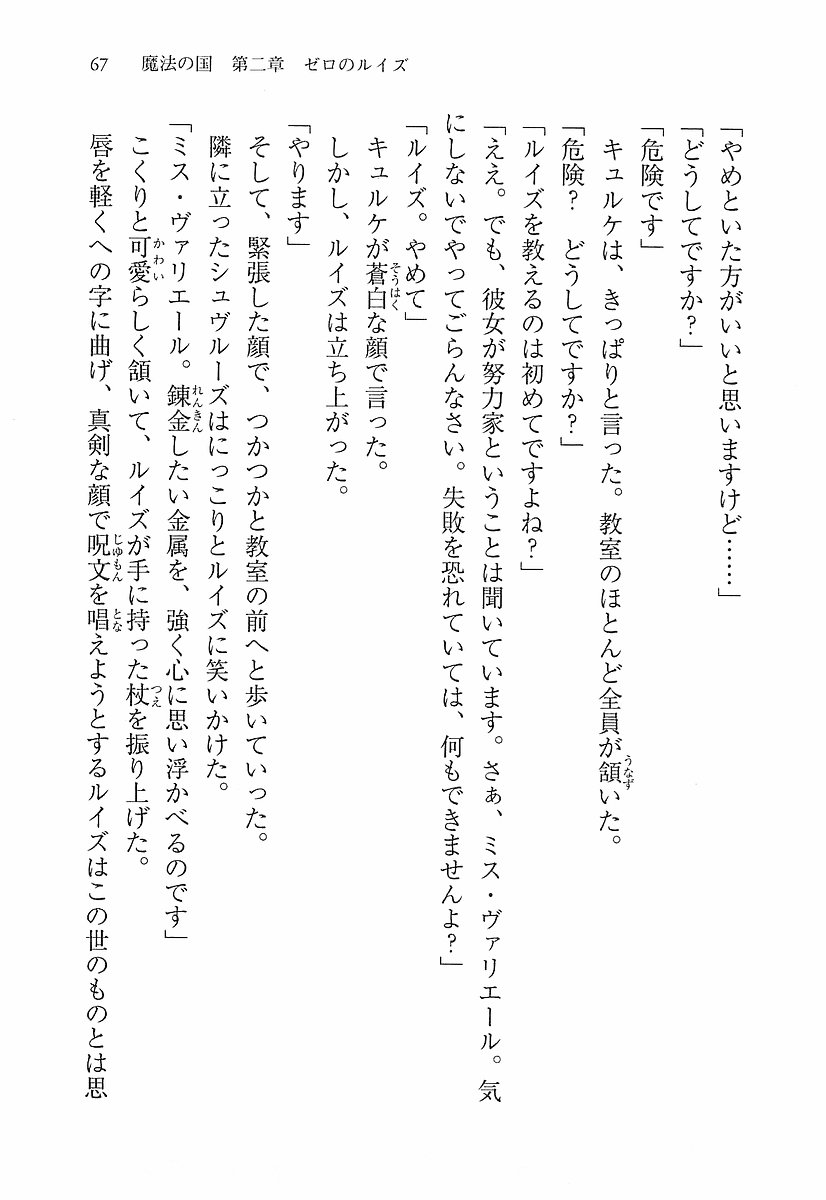 67　魔法の国　第二章　ゼロのルイズ
「やめといた方がいいと思いますけど……」
「どうしてですか？」
「危険です」
キュルケは、きっぱりと言った。教室のほとんど全員が頷いた。
「危険？　どうしてですか？」
「ルイズを教えるのは初めてですよね？」
「ええ。でも、彼女が努力家ということは聞いています。さぁ、ミス・ヴァリエール。気
にしないでやってごらんなさい。失敗を恐れていては、何もできませんよ？」
「ルイズ。やめて」
キュルケが蒼白な顔で言った。
しかし、ルイズは立ち上がった。
「やります」
そして、緊張した顔で、つかつかと教室の前へと歩いていった。
隣に立ったシュヴルーズはにっこりとルイズに笑いかけた。
「ミス・ヴァリエール。錬金したい金属を、強く心に思い浮かべるのです」
こくりと可愛らしく頷いて、ルイズが手に持った杖を振り上げた。
唇を軽くへの字に曲げ、真剣な顔で呪文を唱えようとするルイズはこの世のものとは思